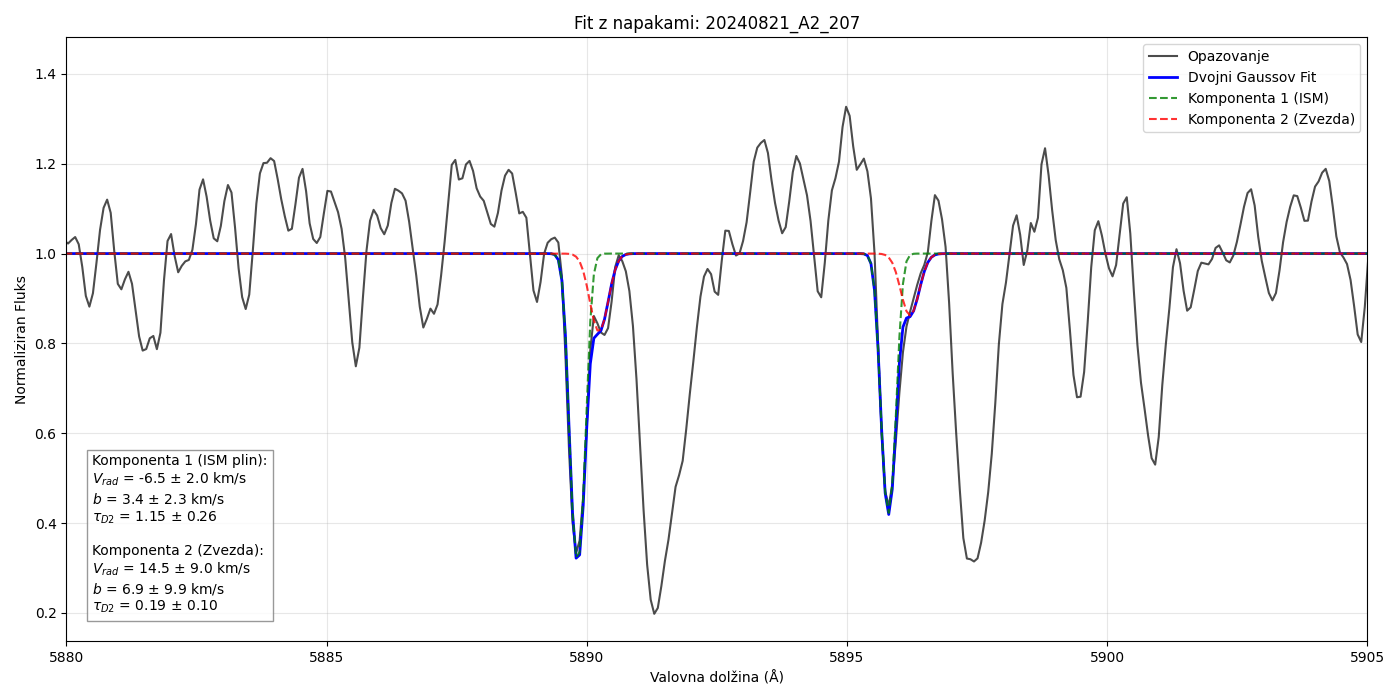 Fit z napakami: 20240821_A2_207
Opazovanje
Dvojni Gaussov Fit
Komponenta 1 (ISM)
Komponenta 2 (Zvezda)
Normaliziran Fluks
1.4
1.2
1.0
0.8
0.6
0.4
0.2
Komponenta 1 (ISM plin):
V_rad = -6.5 ± 2.0 km/s
b = 3.4 ± 2.3 km/s
τ_D2 = 1.15 ± 0.26
Komponenta 2 (Zvezda):
V_rad = 14.5 ± 9.0 km/s
b = 6.9 ± 9.9 km/s
τ_D2 = 0.19 ± 0.10
5880 5885 5890 5895 5900 5905
Valovna dolžina (Å)